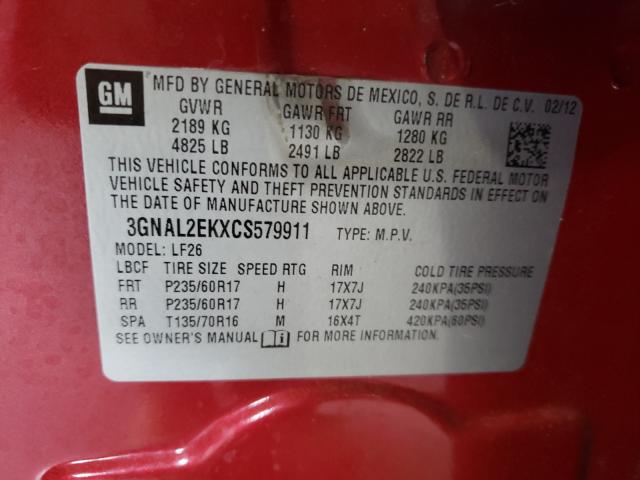 GM
MFD BY GENERAL MOTORS DE MEXICO, S. DE R.L. DE C.V. 02/12
GVWR GAWR FRT GAWR RR
2189 KG 1130 KG 1280 KG
4825 LB 2491 LB 2822 LB
THIS VEHICLE CONFORMS TO ALL APPLICABLE U.S. FEDERAL MOTOR
VEHICLE SAFETY AND THEFT PREVENTION STANDARDS IN EFFECT ON
THE DATE OF MANUFACTURE SHOWN ABOVE.
3GNAL2EKXCS579911 TYPE: M.P.V.
MODEL: LF26
LBCF TIRE SIZE SPEED RTG RIM COLD TIRE PRESSURE
FRT P235/60R17 H 17X7J 240KPA(35PSI)
RR P235/60R17 H 17X7J 240KPA(35PSI)
SPA T135/70R16 M 16X4T 420KPA(60PSI)
SEE OWNER'S MANUAL FOR MORE INFORMATION.